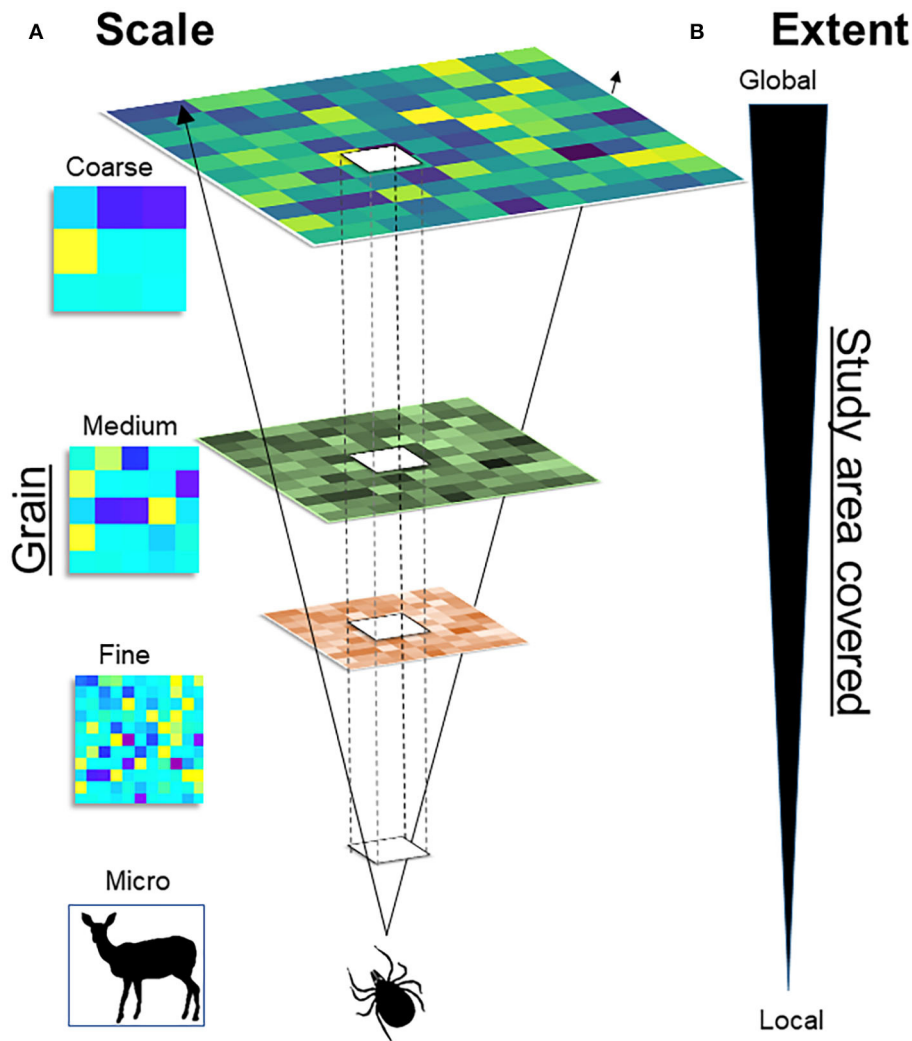 A
Scale
B
Extent
Global
Coarse
Medium
Grain
Study area covered
Fine
Micro
Local